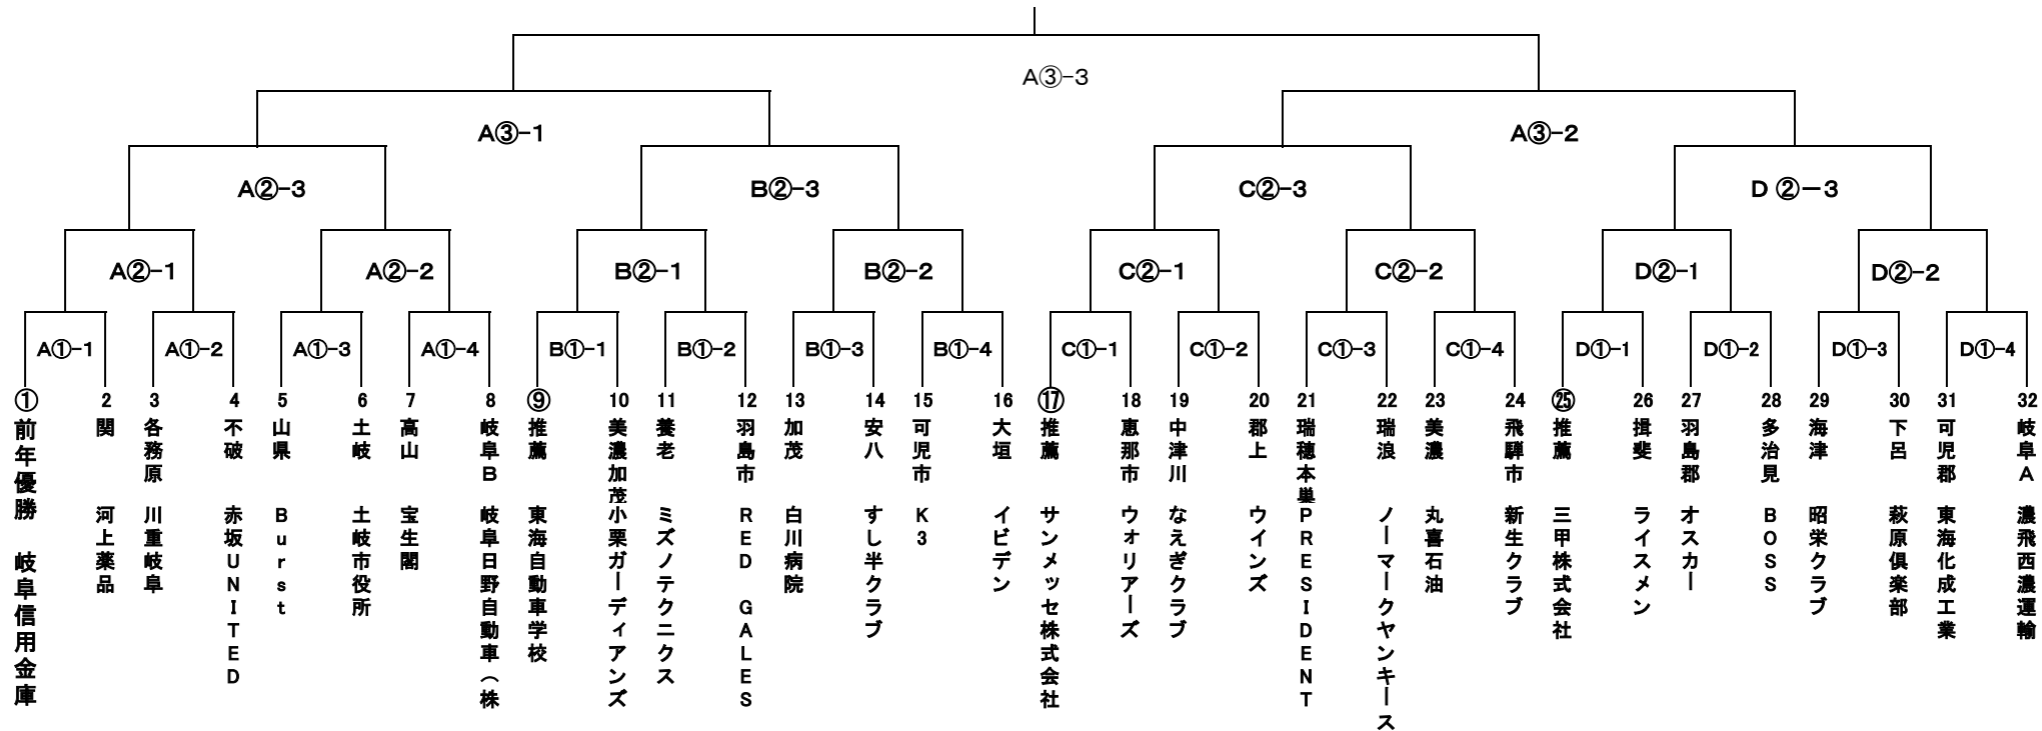 A③-3
A③-1
A③-2
A②-3
B②-3
C②-3
D ②－3
A②-1
A②-2
B②-1
B②-2
C②-1
C②-2
D②-1
D②-2
A①-1
A①-2
A①-3
A①-4
B①-1
B①-2
B①-3
B①-4
C①-1
C①-2
C①-3
C①-4
D①-1
D①-2
D①-3
D①-4
① 前年優勝 岐阜信用金庫
2 関 河上薬品
3 各務原 川重岐阜
4 不破 赤坂UNITED
5 山県 Burst
6 土岐 土岐市役所
7 高山 宝生閣
8 岐阜B 岐阜日野自動車（株
⑨ 推薦 東海自動車学校
10 美濃加茂 小栗ガーディアンズ
11 養老 ミズノテクニクス
12 羽島市 RED GALES
13 加茂 白川病院
14 安八 すし半クラブ
15 可児市 K3
16 大垣 イビデン
⑰ 推薦 サンメッセ株式会社
18 恵那市 ウォリアーズ
19 中津川 なえぎクラブ
20 郡上 ウインズ
21 瑞穂本巣 PRESIDENT
22 瑞浪 ノーマークヤンキース
23 美濃 丸喜石油
24 飛騨市 新生クラブ
㉕ 推薦 三甲株式会社
26 揖斐 ライスメン
27 羽島郡 オスカー
28 多治見 BOSS
29 海津 昭栄クラブ
30 下呂 萩原倶楽部
31 可児郡 東海化成工業
32 岐阜A 濃飛西濃運輸